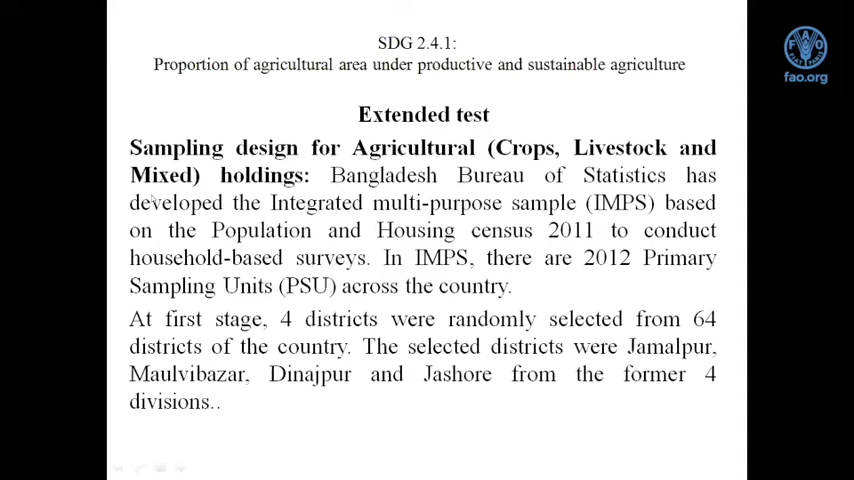 SDG 2.4.1:
Proportion of agricultural area under productive and sustainable agriculture
Extended test
Sampling design for Agricultural (Crops, Livestock and
Mixed) holdings: Bangladesh Bureau of Statistics has
developed the Integrated multi-purpose sample (IMPS) based
on the Population and Housing census 2011 to conduct
household-based surveys. In IMPS, there are 2012 Primary
Sampling Units (PSU) across the country.
At first stage, 4 districts were randomly selected from 64
districts of the country. The selected districts were Jamalpur,
Maulvibazar, Dinajpur and Jashore from the former 4
divisions..
FAO
FIAT PANIS
fao.org